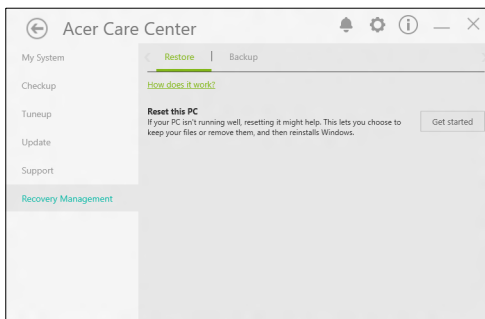 Acer Care Center
My System
Checkup
Tuneup
Update
Support
Recovery Management
Restore | Backup
How does it work?
Reset this PC
If your PC isn't running well, resetting it might help. This lets you choose to
keep your files or remove them, and then reinstalls Windows.
Get started